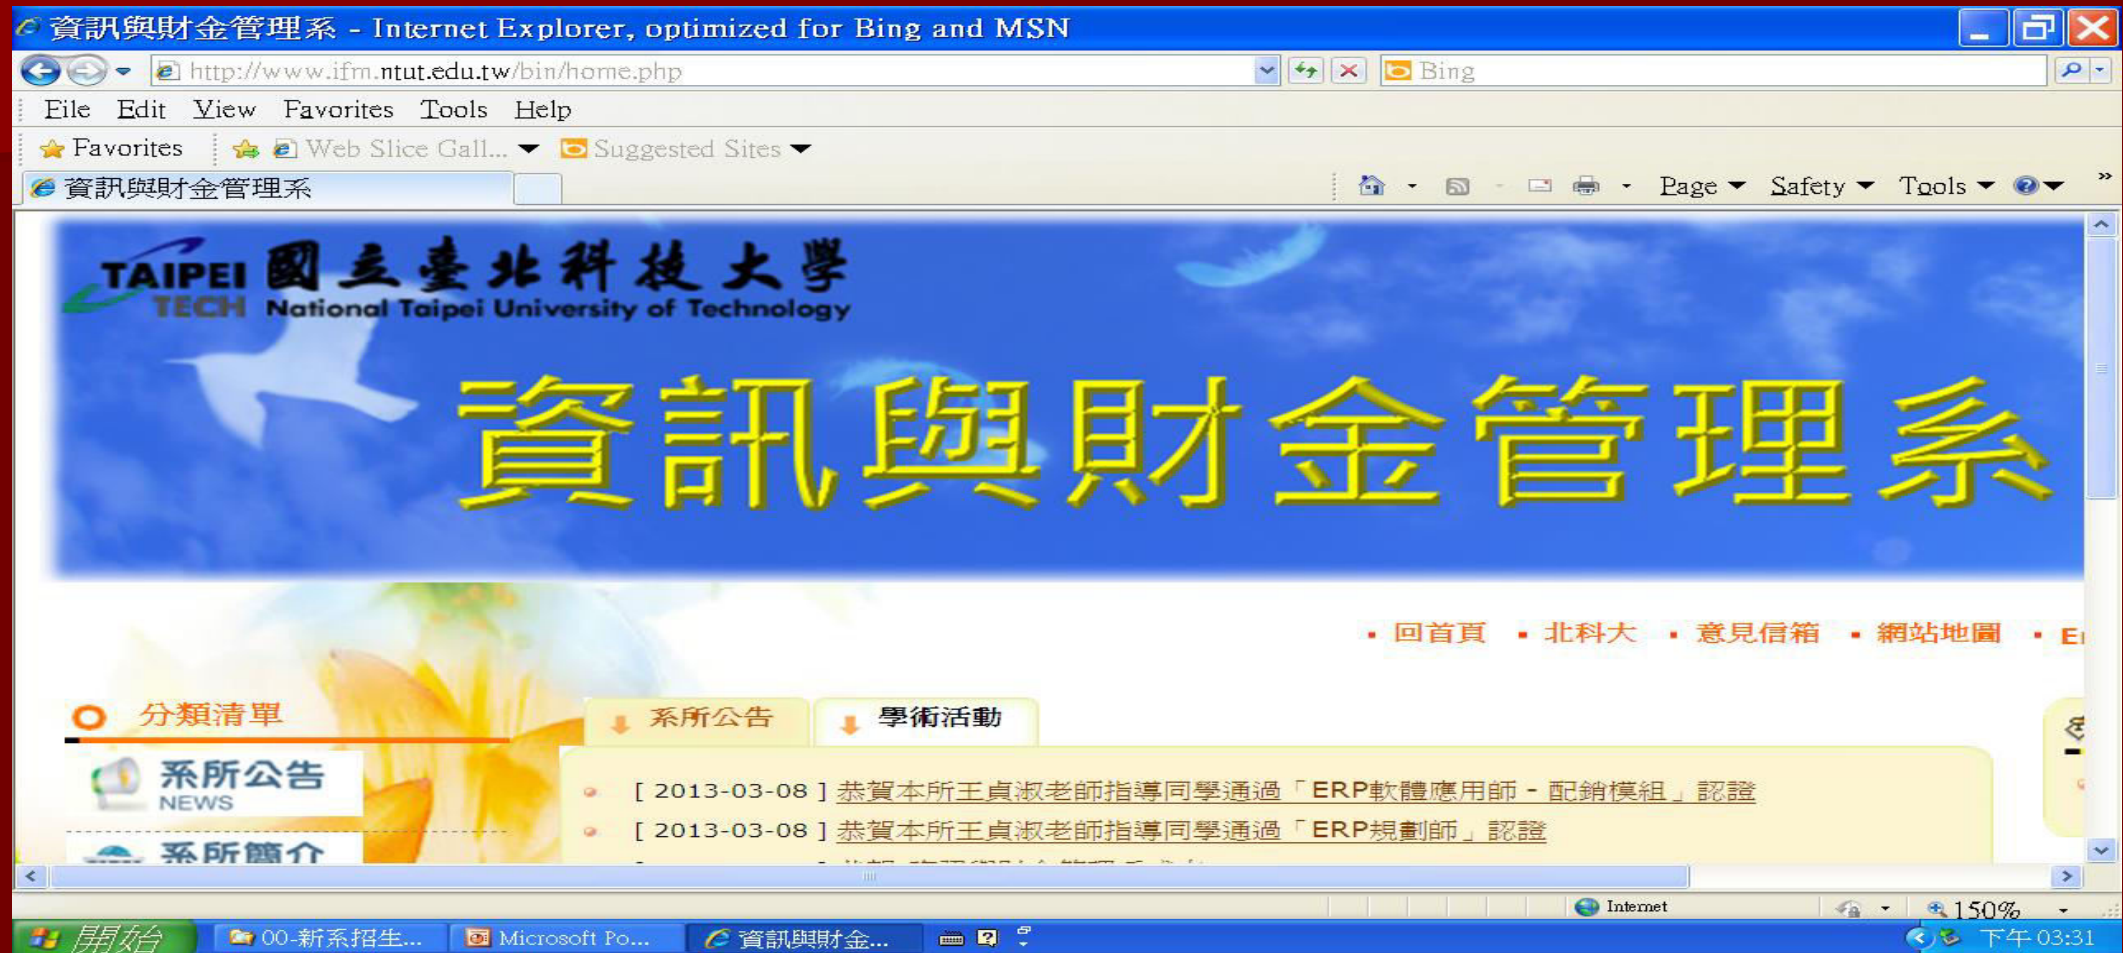 資訊與財金管理系 - Internet Explorer, optimized for Bing and MSN
http://www.ifm.ntut.edu.tw/bin/home.php Bing
File Edit View Favorites Tools Help
Favorites Web Slice Gall... Suggested Sites
資訊與財金管理系 Page Safety Tools »
TAIPEI 國立臺北科技大學
TECH National Taipei University of Technology
資訊與財金管理系
回首頁 北科大 意見信箱 網站地圖
分類清單 系所公告 學術活動
系所公告
NEWS
[ 2013-03-08 ] 恭賀本所王貞淑老師指導同學通過「ERP軟體應用師 - 配銷模組」認證
[ 2013-03-08 ] 恭賀本所王貞淑老師指導同學通過「ERP規劃師」認證
系所簡介
Internet 150%
開始 00-新系招生... Microsoft Po... 資訊與財金... 下午 03:31